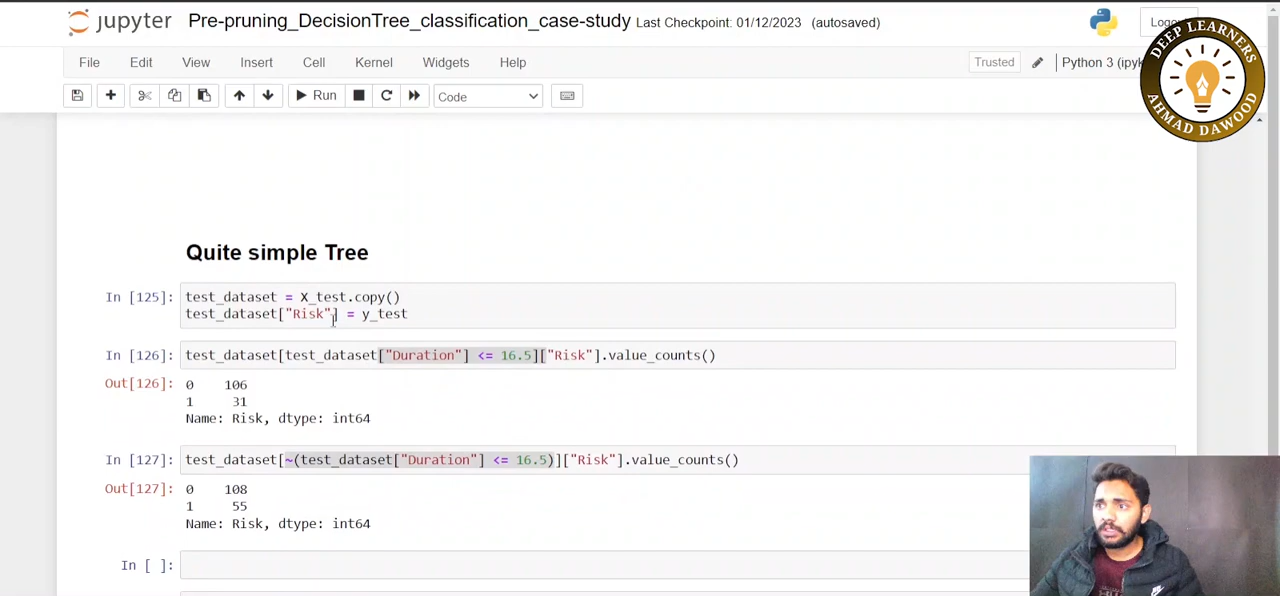 jupyter Pre-pruning_DecisionTree_classification_case-study Last Checkpoint: 01/12/2023 (autosaved)
File Edit View Insert Cell Kernel Widgets Help Trusted Python 3
Run Code
DEEP LEARNERS
AHMAD DAWOOD
Quite simple Tree
In [125]: test_dataset = X_test.copy()
test_dataset["Risk"] = y_test
In [126]: test_dataset[test_dataset["Duration"] <= 16.5]["Risk"].value_counts()
Out[126]: 0 106
1 31
Name: Risk, dtype: int64
In [127]: test_dataset[~(test_dataset["Duration"] <= 16.5)]["Risk"].value_counts()
Out[127]: 0 108
1 55
Name: Risk, dtype: int64
In [ ]: